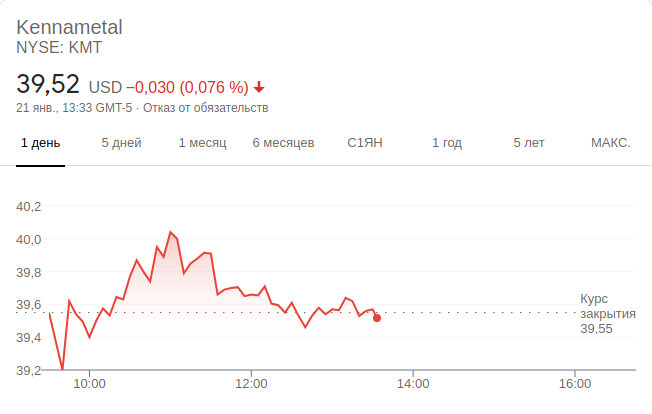 Kennametal
NYSE: KMT
39,52 USD −0,030 (0,076 %)
21 янв., 13:33 GMT-5 · Отказ от обязательств
1 день 5 дней 1 месяц 6 месяцев С1ЯН 1 год 5 лет МАКС.
40,2
40,0
39,8
39,6
39,4
39,2
Курс
закрытия
39,55
10:00 12:00 14:00 16:00